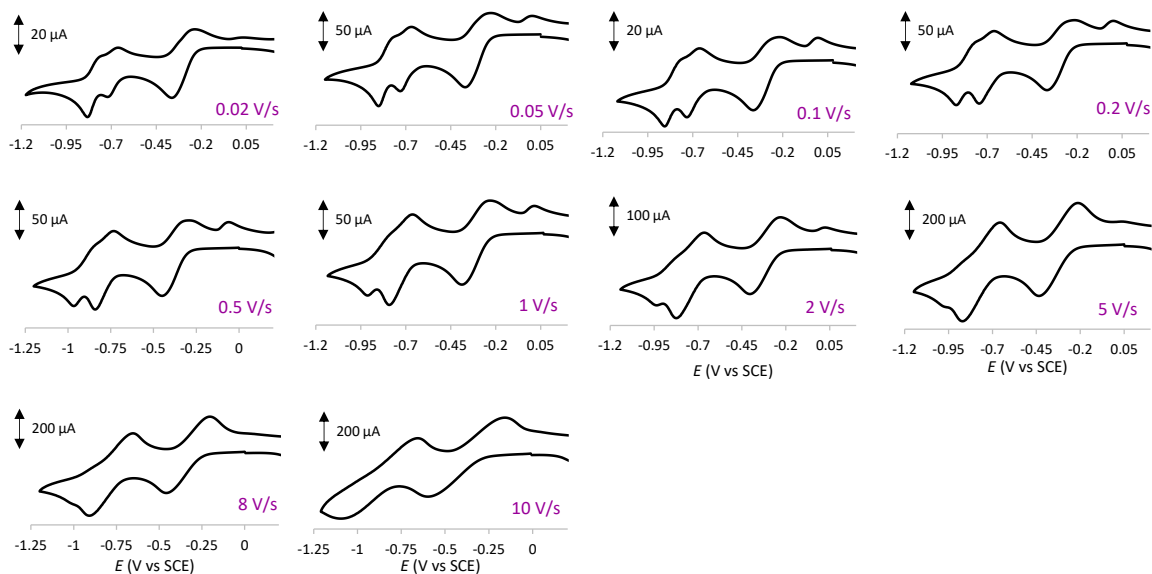 20 µA
0.02 V/s
-1.2 -0.95 -0.7 -0.45 -0.2 0.05
50 µA
0.05 V/s
-1.2 -0.95 -0.7 -0.45 -0.2 0.05
20 µA
0.1 V/s
-1.2 -0.95 -0.7 -0.45 -0.2 0.05
50 µA
0.2 V/s
-1.2 -0.95 -0.7 -0.45 -0.2 0.05
50 µA
0.5 V/s
-1.25 -1 -0.75 -0.5 -0.25 0
50 µA
1 V/s
-1.2 -0.95 -0.7 -0.45 -0.2 0.05
100 µA
2 V/s
-1.2 -0.95 -0.7 -0.45 -0.2 0.05
E (V vs SCE)
200 µA
5 V/s
-1.2 -0.95 -0.7 -0.45 -0.2 0.05
E (V vs SCE)
200 µA
8 V/s
-1.25 -1 -0.75 -0.5 -0.25 0
E (V vs SCE)
200 µA
10 V/s
-1.25 -1 -0.75 -0.5 -0.25 0
E (V vs SCE)